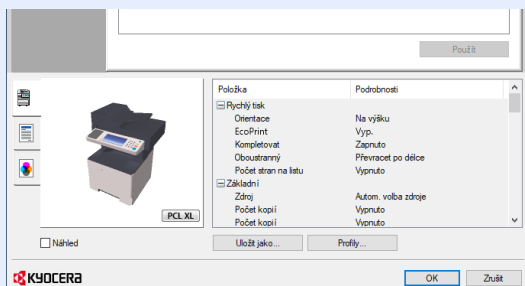 Použít
Položka Podrobnosti
Rychlý tisk
Orientace Na výšku
EcoPrint Vyp.
Kompletovat Zapnuto
Oboustranný Převracet po délce
Počet stran na listu Vypnuto
Základní
Zdroj Autom. volba zdroje
Počet kopií Vypnuto
Počet kopií Vypnuto
PCL XL
Náhled
Uložit jako... Profily...
KYOCERA
OK Zrušit